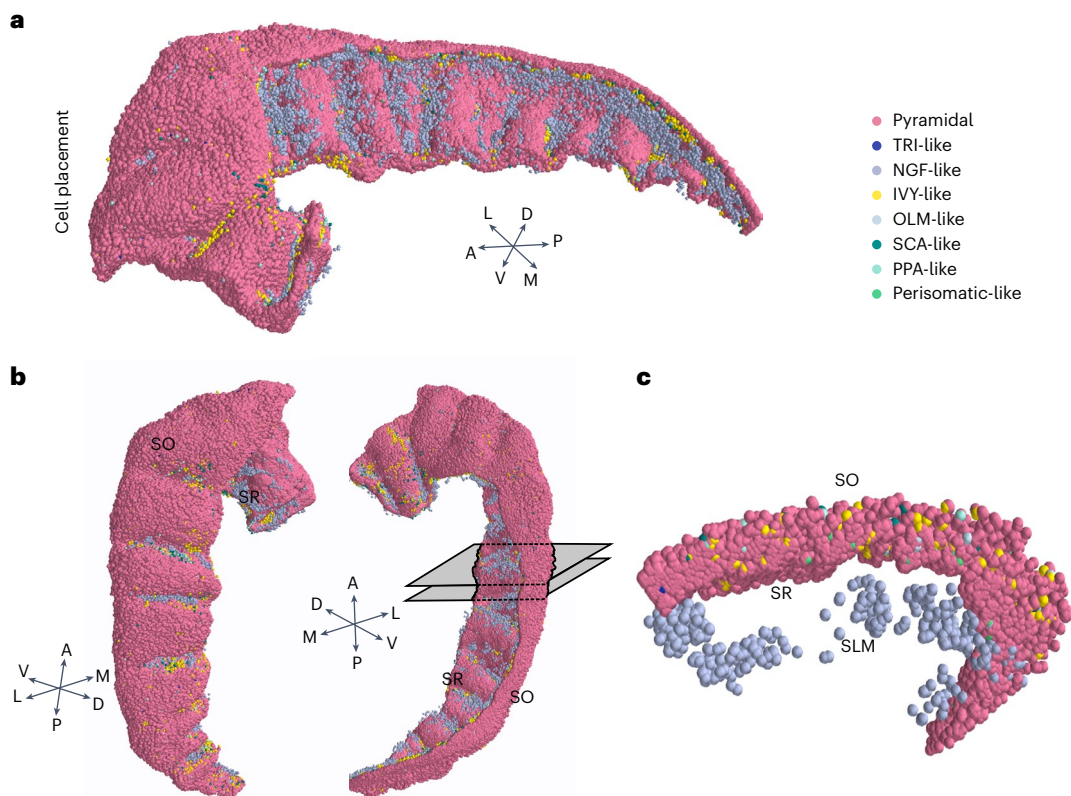 a
Cell placement
L D
A P
V M
Pyramidal
TRI-like
NGF-like
IVY-like
OLM-like
SCA-like
PPA-like
Perisomatic-like
b
SO
SR
A
V M
L D
P
A
D L
M V
P
SR
SO
c
SO
SR
SLM